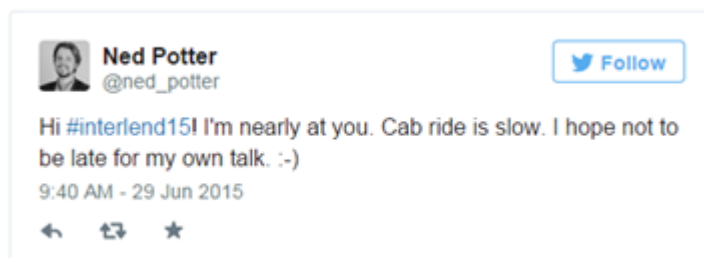 Ned Potter
@ned_potter
Follow
Hi #interlend15! I'm nearly at you. Cab ride is slow. I hope not to
be late for my own talk. :-)
9:40 AM - 29 Jun 2015